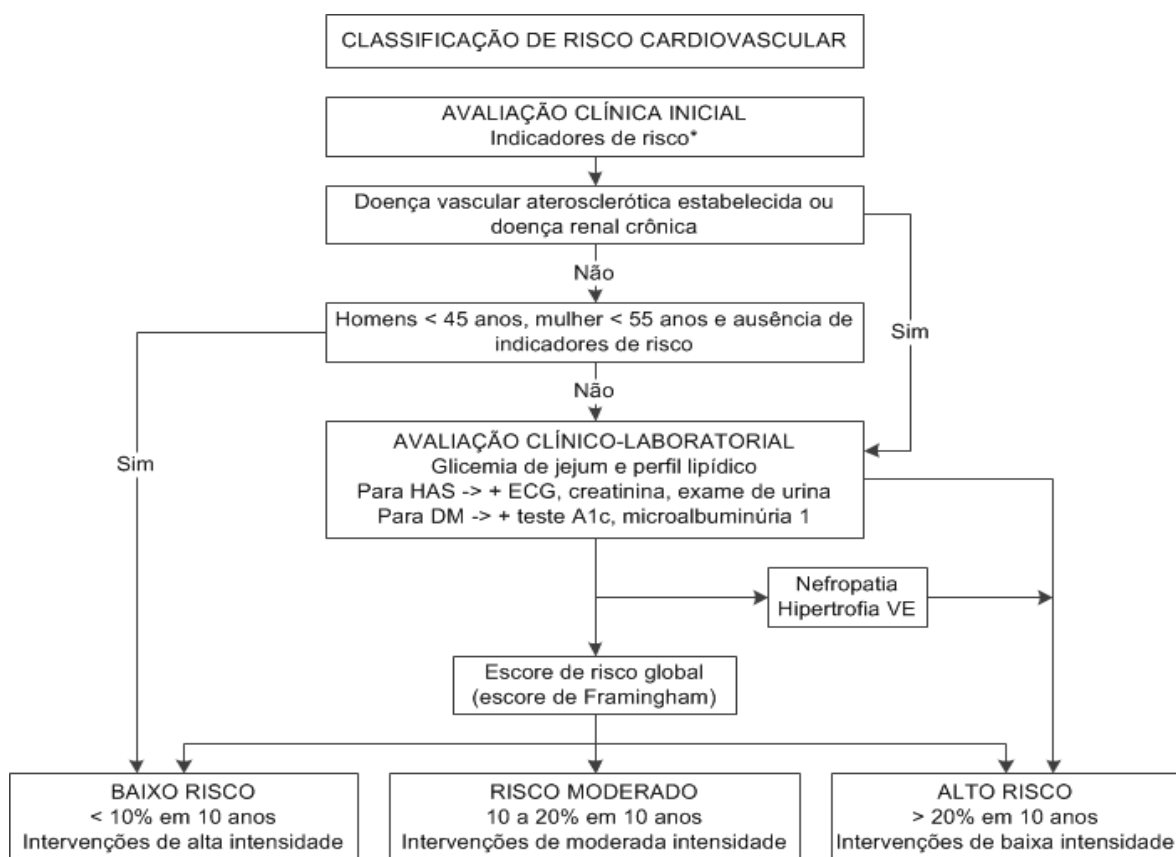 CLASSIFICAÇÃO DE RISCO CARDIOVASCULAR
AVALIAÇÃO CLÍNICA INICIAL
Indicadores de risco*
Doença vascular aterosclerótica estabelecida ou
doença renal crônica
Não
Sim
Homens < 45 anos, mulher < 55 anos e ausência de
indicadores de risco
Não
Sim
AVALIAÇÃO CLÍNICO-LABORATORIAL
Glicemia de jejum e perfil lipídico
Para HAS -> + ECG, creatinina, exame de urina
Para DM -> + teste A1c, microalbuminúria 1
Nefropatia
Hipertrofia VE
Escore de risco global
(escore de Framingham)
BAIXO RISCO
< 10% em 10 anos
Intervenções de alta intensidade
RISCO MODERADO
10 a 20% em 10 anos
Intervenções de moderada intensidade
ALTO RISCO
> 20% em 10 anos
Intervenções de baixa intensidade